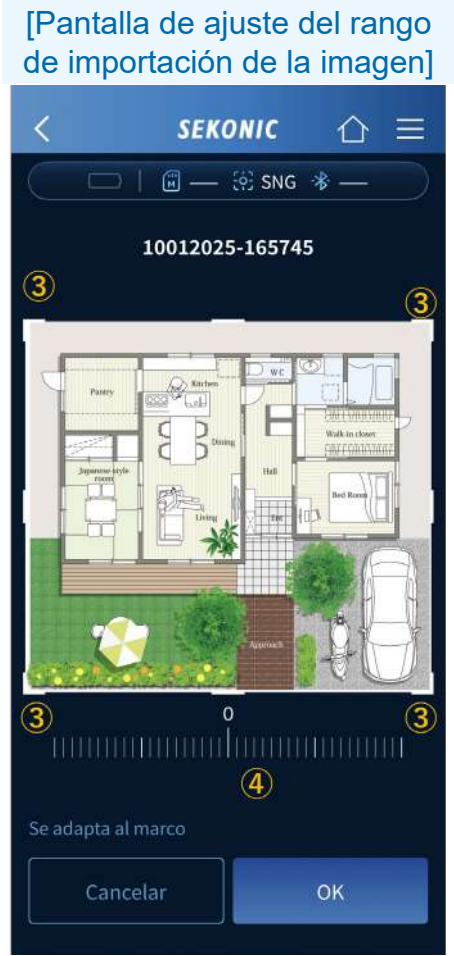 [Pantalla de ajuste del rango
de importación de la imagen]
SEKONIC
M — SNG —
10012025-165745
③
③
Kitchen
WC
Pantry
Dining
Walk-in closet
Japanese-style
room
Hall
Bed Room
Living
Ent
Approach
③
0
③
④
Se adapta al marco
Cancelar
OK